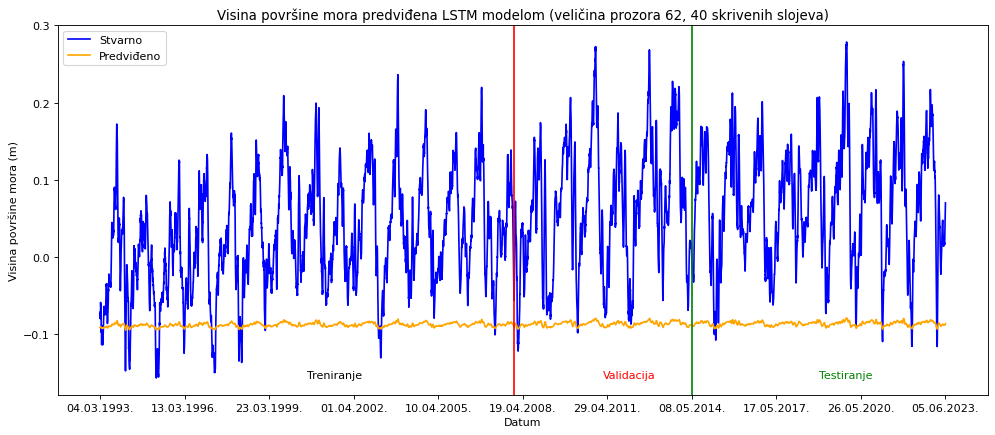 Visina površine mora predviđena LSTM modelom (veličina prozora 62, 40 skrivenih slojeva)
Stvarno
Predviđeno
Visina površine mora (m)
0.3
0.2
0.1
0.0
−0.1
Treniranje
Validacija
Testiranje
04.03.1993.
13.03.1996.
23.03.1999.
01.04.2002.
10.04.2005.
19.04.2008.
29.04.2011.
08.05.2014.
17.05.2017.
26.05.2020.
05.06.2023.
Datum